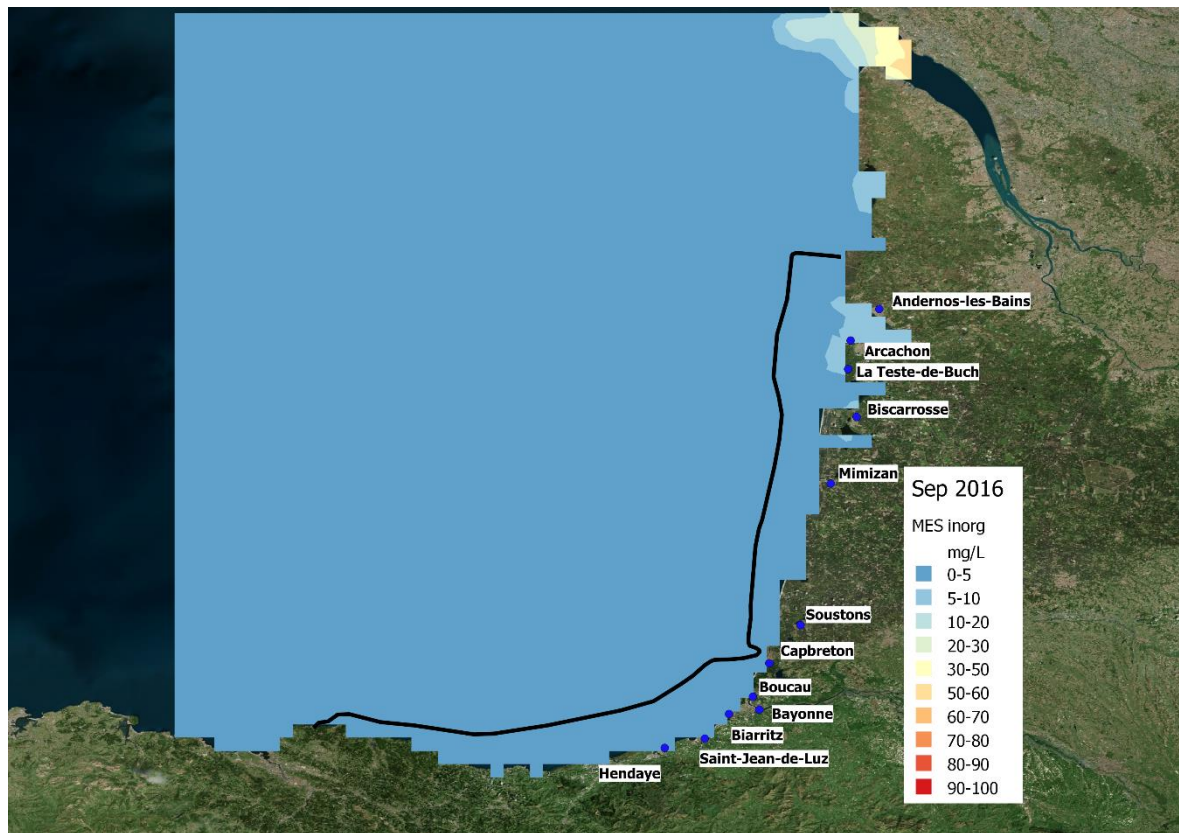 Andernos-les-Bains
Arcachon
La Teste-de-Buch
Biscarrosse
Mimizan
Soustons
Capbreton
Boucau
Bayonne
Biarritz
Saint-Jean-de-Luz
Hendaye
Sep 2016
MES inorg
mg/L
0-5
5-10
10-20
20-30
30-50
50-60
60-70
70-80
80-90
90-100